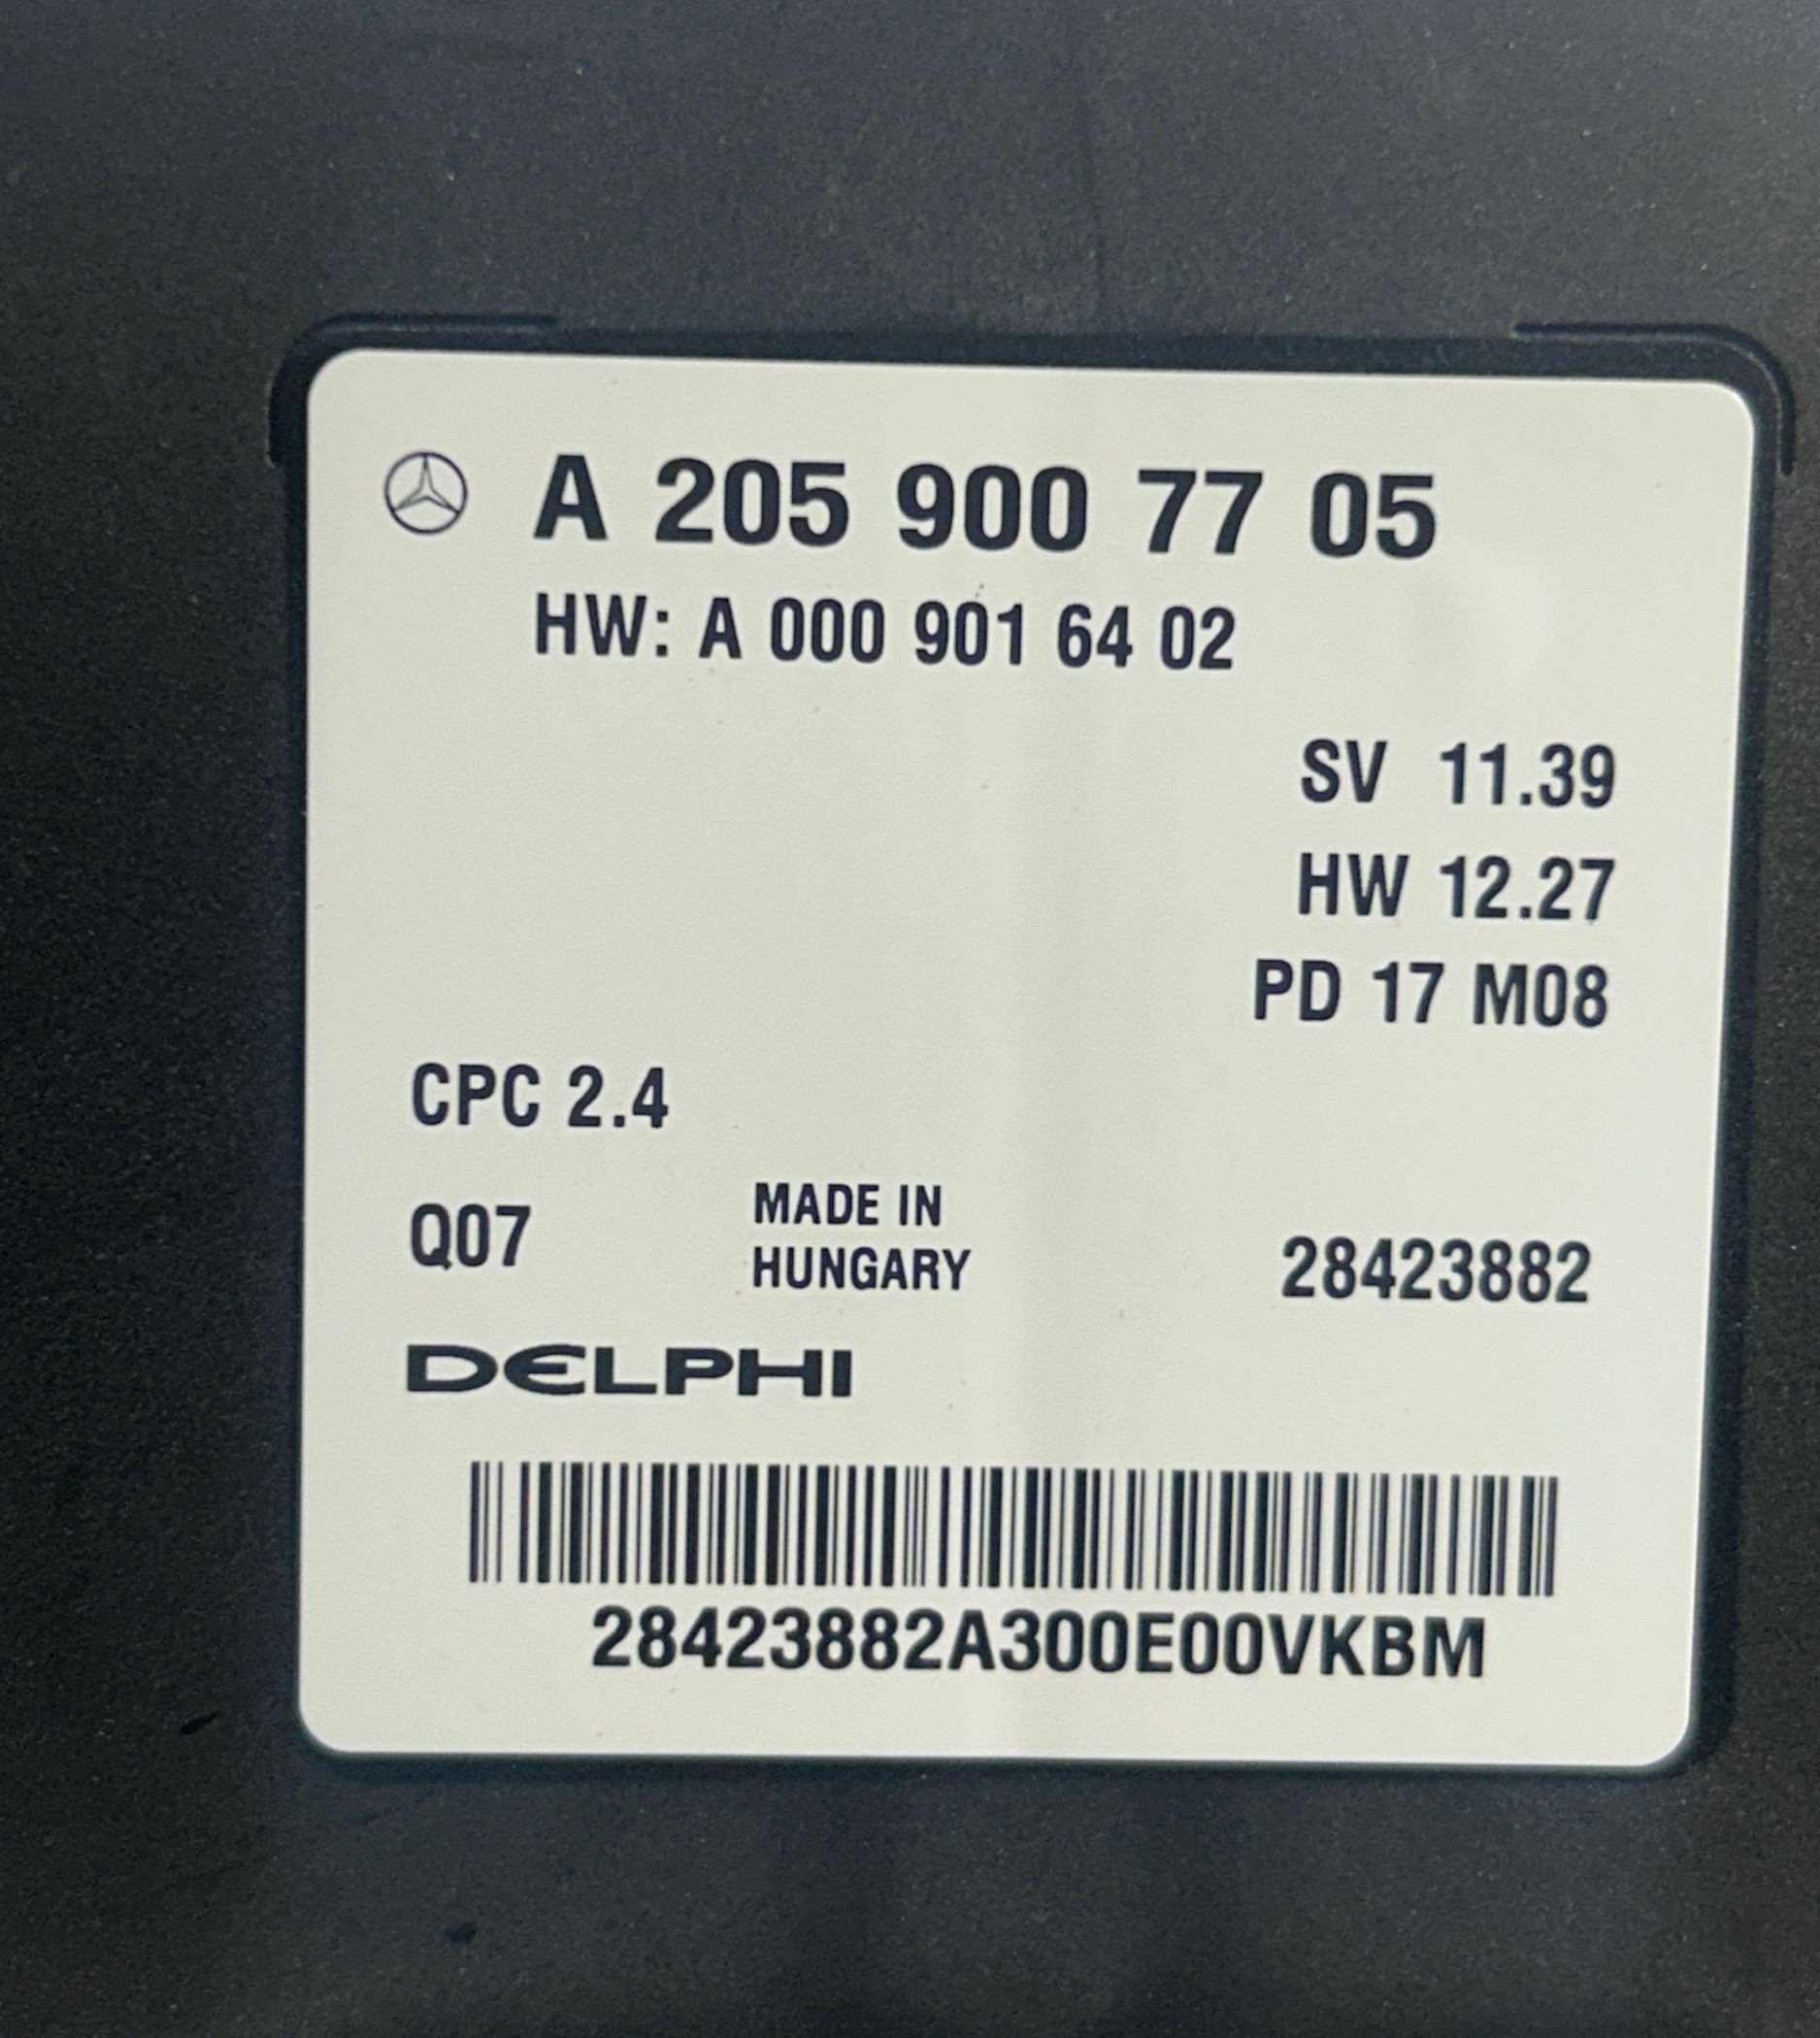 A 205 900 77 05
HW: A 000 901 64 02
SV 11.39
HW 12.27
PD 17 M08
CPC 2.4
Q07
MADE IN
HUNGARY
28423882
DELPHI
28423882A300E00VKBM